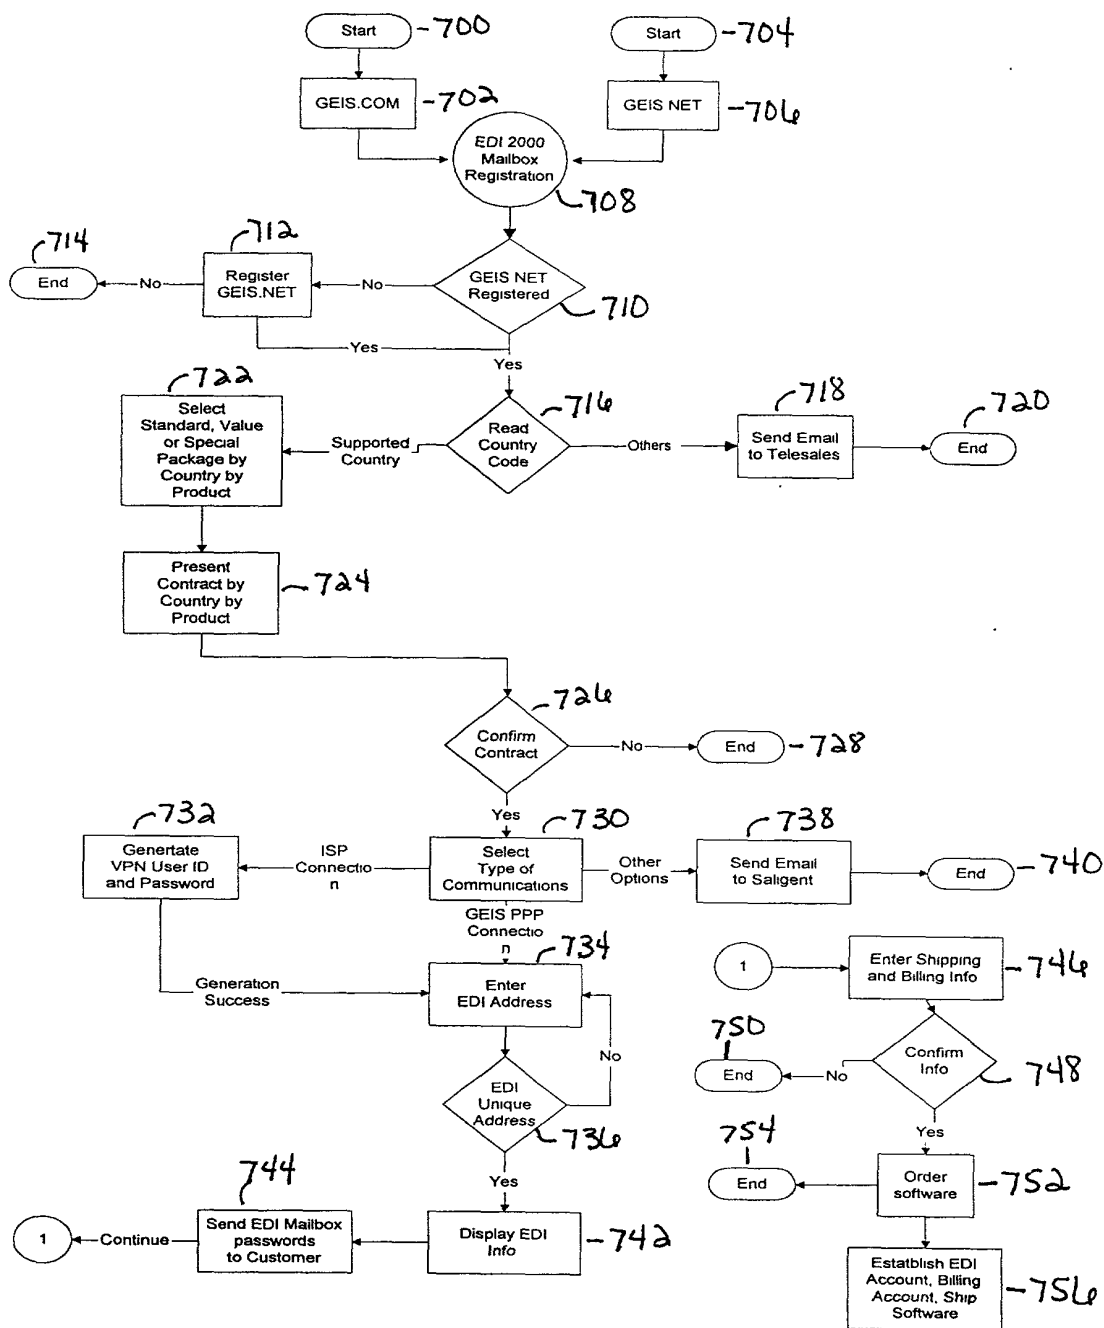 Start
-700
Start
-704
GEIS.COM
-702
GEIS NET
-706
EDI 2000
Mailbox
Registration
708
714
End
No
712
Register
GEIS.NET
No
GEIS NET
Registered
710
Yes
Yes
722
Select
Standard, Value
or Special
Package by
Country by
Product
Supported
Country
716
Read
Country
Code
Others
718
Send Email
to Telesales
720
End
Present
Contract by
Country by
Product
724
726
Confirm
Contract
No
End
-728
Yes
732
Genertate
VPN User ID
and Password
ISP
Connectio
n
730
Select
Type of
Communications
Other
Options
738
Send Email
to Saligent
End
-740
GEIS PPP
Connection
n
734
Generation
Success
Enter
EDI Address
No
EDI
Unique
Address
736
Yes
1
Enter Shipping
and Billing Info
-746
750
End
No
Confirm
Info
748
Yes
754
End
Order
software
-752
744
1
Continue
Send EDI Mailbox
passwords
to Customer
Display EDI
Info
-742
Estatblish EDI
Account, Billing
Account, Ship
Software
-756